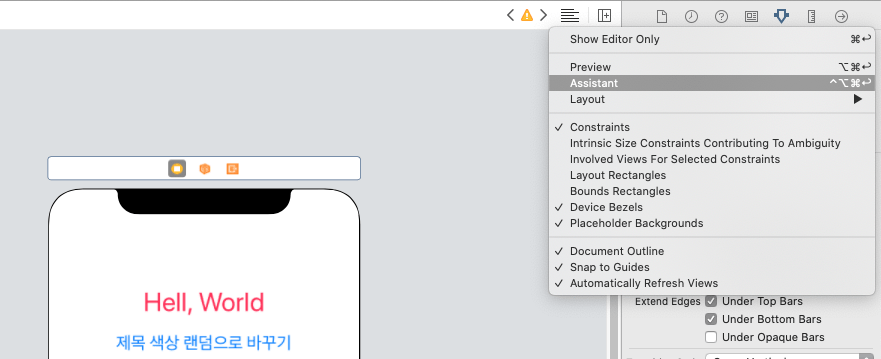 Show Editor Only ⌘↩
Preview ⌥⌘↩
Assistant ^⌥⌘↩
Layout
✓ Constraints
Intrinsic Size Constraints Contributing To Ambiguity
Involved Views For Selected Constraints
Layout Rectangles
Bounds Rectangles
✓ Device Bezels
✓ Placeholder Backgrounds
✓ Document Outline
✓ Snap to Guides
✓ Automatically Refresh Views
Hell, World
제목 색상 랜덤으로 바꾸기
Extend Edges Under Top Bars
Under Bottom Bars
Under Opaque Bars